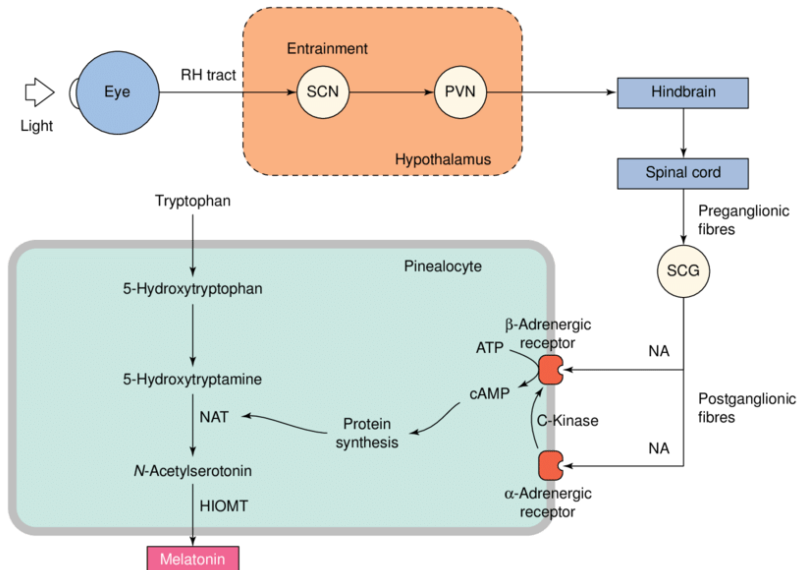 Entrainment
RH tract
Eye
SCN
PVN
Hindbrain
Light
Hypothalamus
Spinal cord
Tryptophan
Preganglionic
fibres
Pinealocyte
SCG
5-Hydroxytryptophan
β-Adrenergic
receptor
ATP
NA
5-Hydroxytryptamine
cAMP
Postganglionic
fibres
NAT
Protein
synthesis
C-Kinase
NA
N-Acetylserotonin
α-Adrenergic
receptor
HIOMT
Melatonin